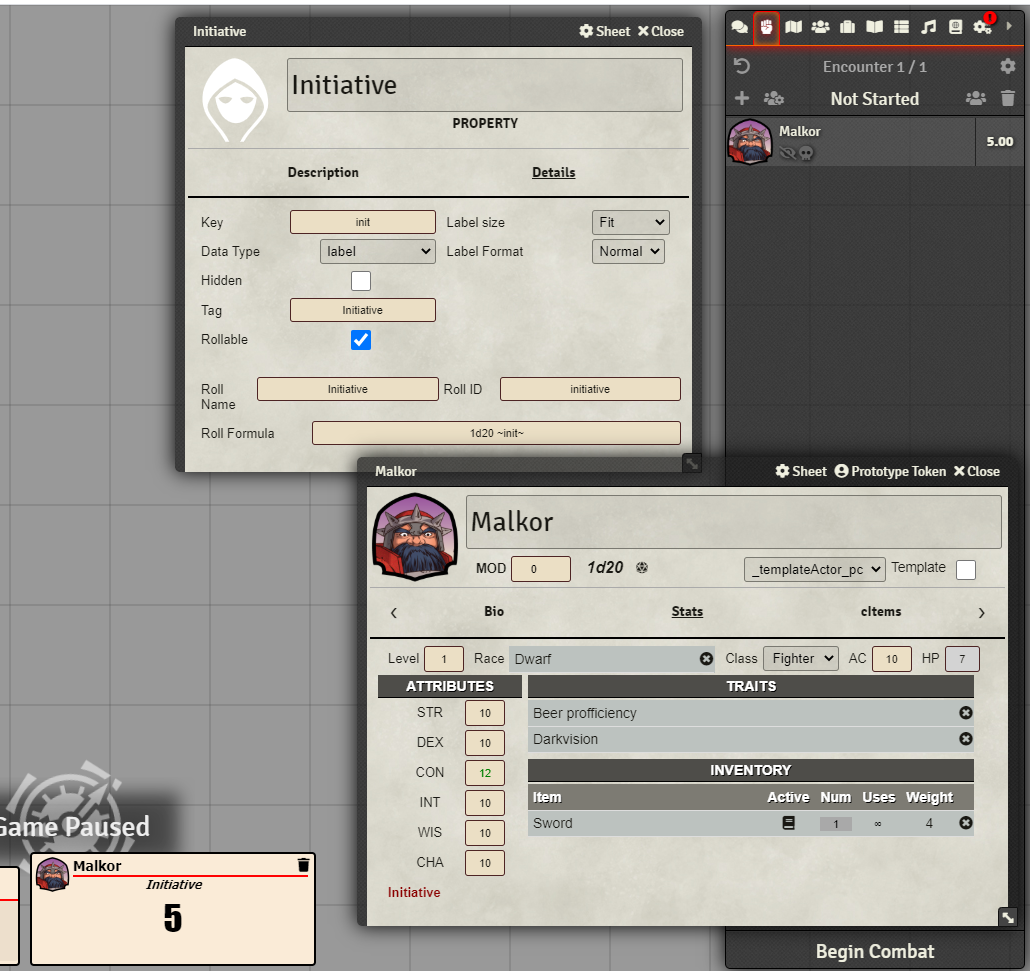 Initiative
Sheet Close
Initiative
PROPERTY
Description Details
Key init Label size Fit
Data Type label Label Format Normal
Hidden
Tag Initiative
Rollable
Roll Name Initiative Roll ID initiative
Roll Formula 1d20 ~init~
Encounter 1 / 1
Not Started
Malkor 5.00
Malkor
Sheet Prototype Token Close
Malkor
MOD 0 1d20 _templateActor_pc Template
Bio Stats cItems
Level 1 Race Dwarf Class Fighter AC 10 HP 7
ATTRIBUTES
STR 10
DEX 10
CON 12
INT 10
WIS 10
CHA 10
Initiative
TRAITS
Beer profficiency
Darkvision
INVENTORY
Item Active Num Uses Weight
Sword 1 ∞ 4
Game Paused
Malkor
Initiative
5
Begin Combat